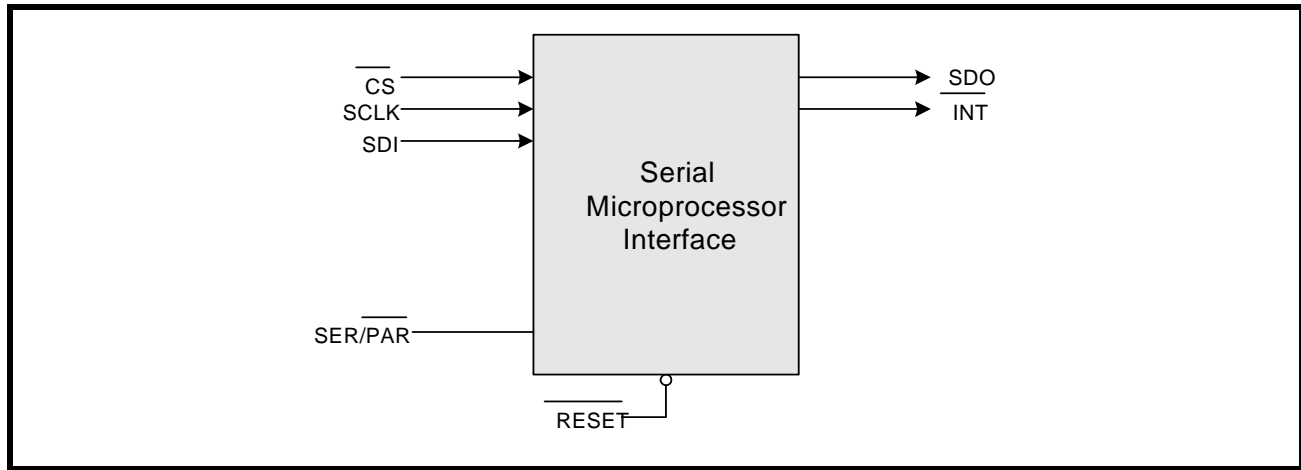 CS
SCLK
SDI
SDO
INT
Serial
Microprocessor
Interface
SER/PAR
RESET